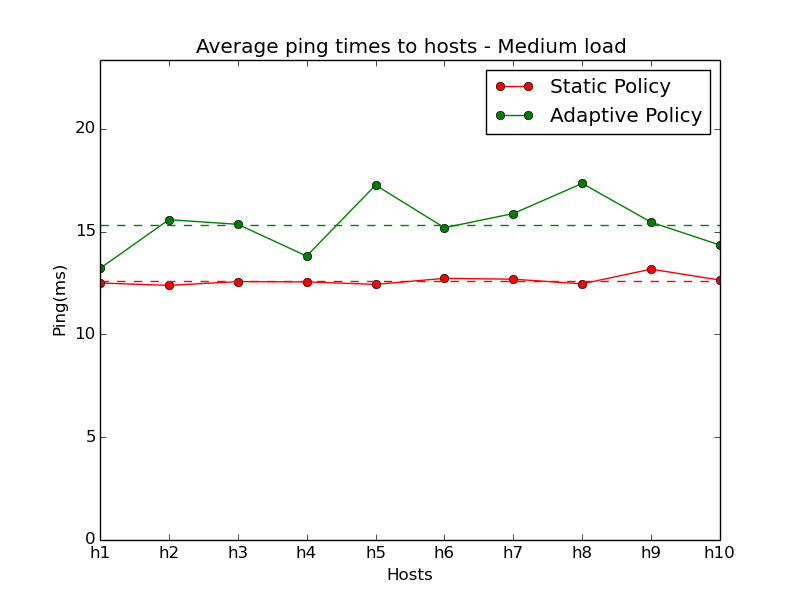 Average ping times to hosts - Medium load
Static Policy
Adaptive Policy
20
15
10
5
0
Ping(ms)
h1 h2 h3 h4 h5 h6 h7 h8 h9 h10
Hosts